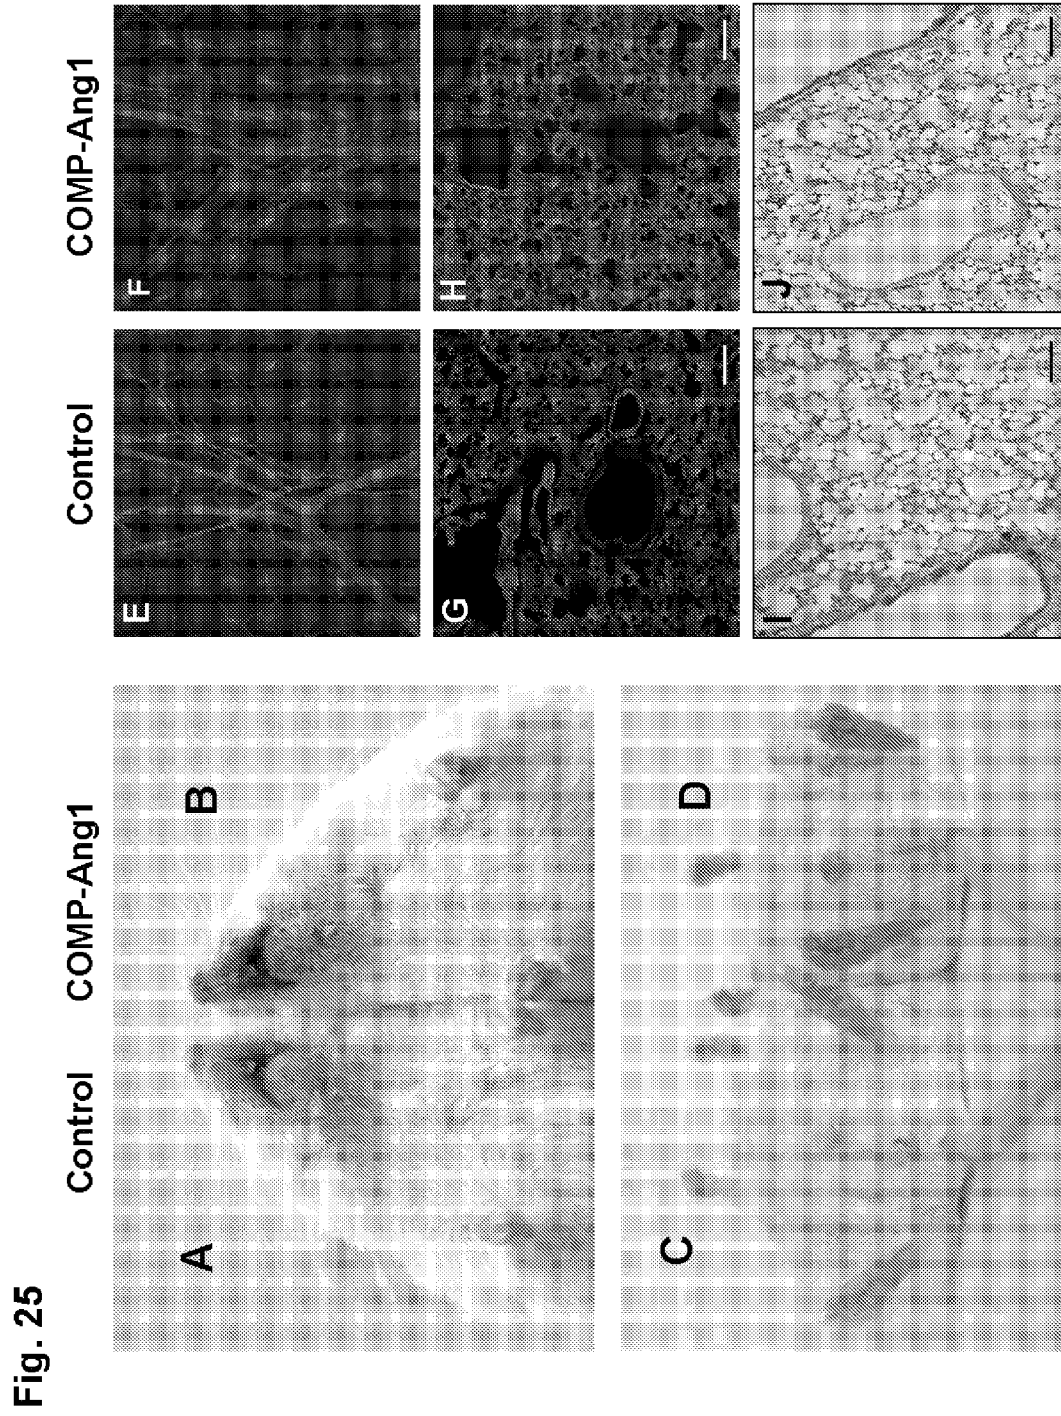 Fig. 25
Control COMP-Ang1
A B
C D
Control COMP-Ang1
E F
G H
I J